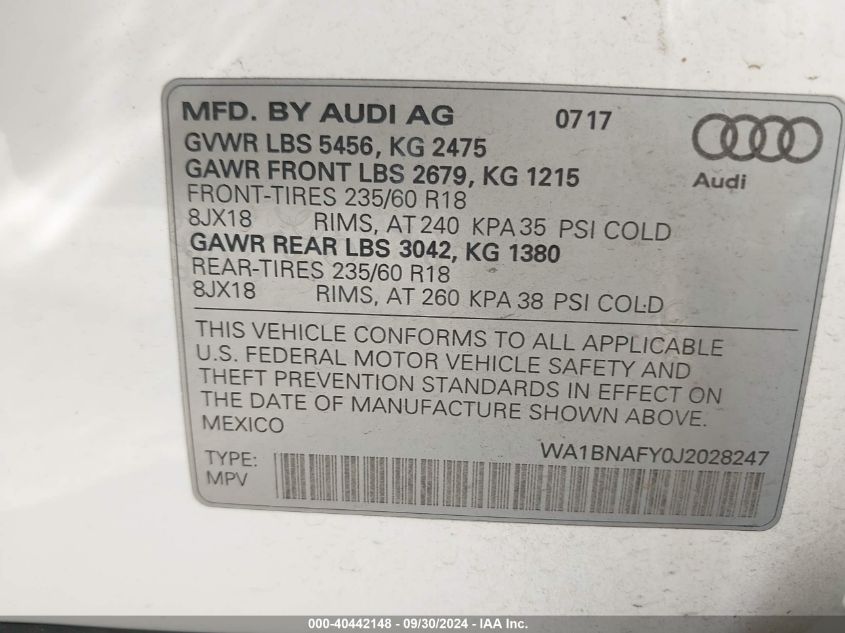 MFD. BY AUDI AG 0717
GVWR LBS 5456, KG 2475
GAWR FRONT LBS 2679, KG 1215
Audi
FRONT-TIRES 235/60 R18
8JX18 RIMS, AT 240 KPA 35 PSI COLD
GAWR REAR LBS 3042, KG 1380
REAR-TIRES 235/60 R18
8JX18 RIMS, AT 260 KPA 38 PSI COLD
THIS VEHICLE CONFORMS TO ALL APPLICABLE
U.S. FEDERAL MOTOR VEHICLE SAFETY AND
THEFT PREVENTION STANDARDS IN EFFECT ON
THE DATE OF MANUFACTURE SHOWN ABOVE.
MEXICO
WA1BNAFY0J2028247
TYPE:
MPV
000-40442148 - 09/30/2024 - IAA Inc.